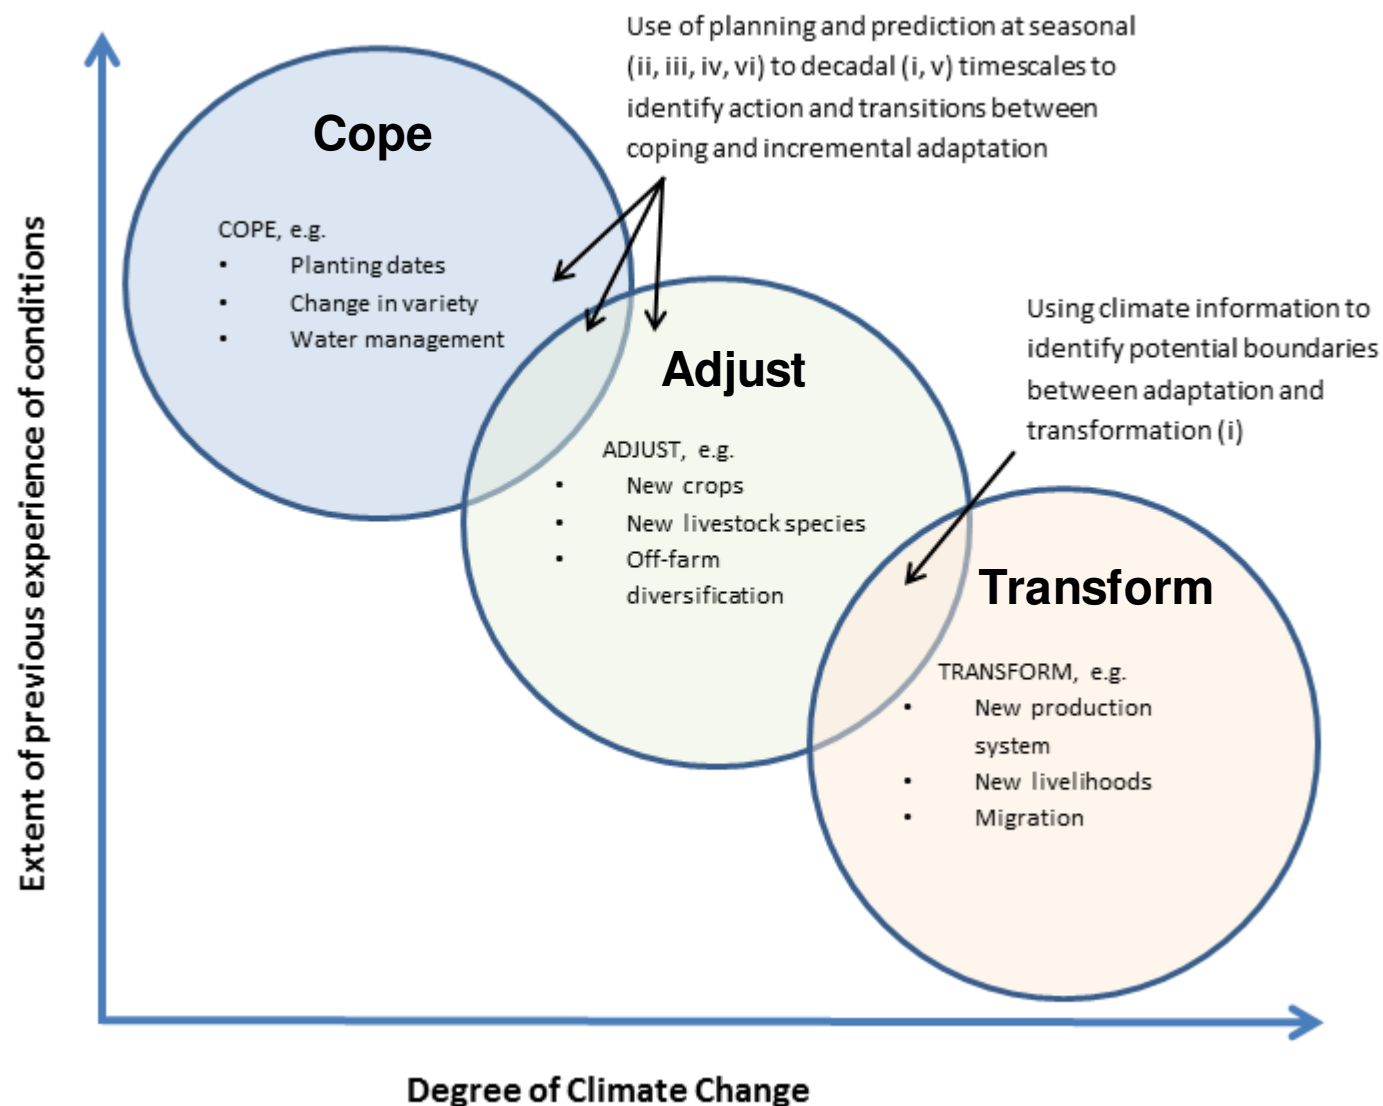 Use of planning and prediction at seasonal
(ii, iii, iv, vi) to decadal (i, v) timescales to
identify action and transitions between
coping and incremental adaptation
Cope
COPE, e.g.
• Planting dates
• Change in variety
• Water management
Extent of previous experience of conditions
Adjust
ADJUST, e.g.
• New crops
• New livestock species
• Off-farm
diversification
Using climate information to
identify potential boundaries
between adaptation and
transformation (i)
Transform
TRANSFORM, e.g.
• New production
system
• New livelihoods
• Migration
Degree of Climate Change